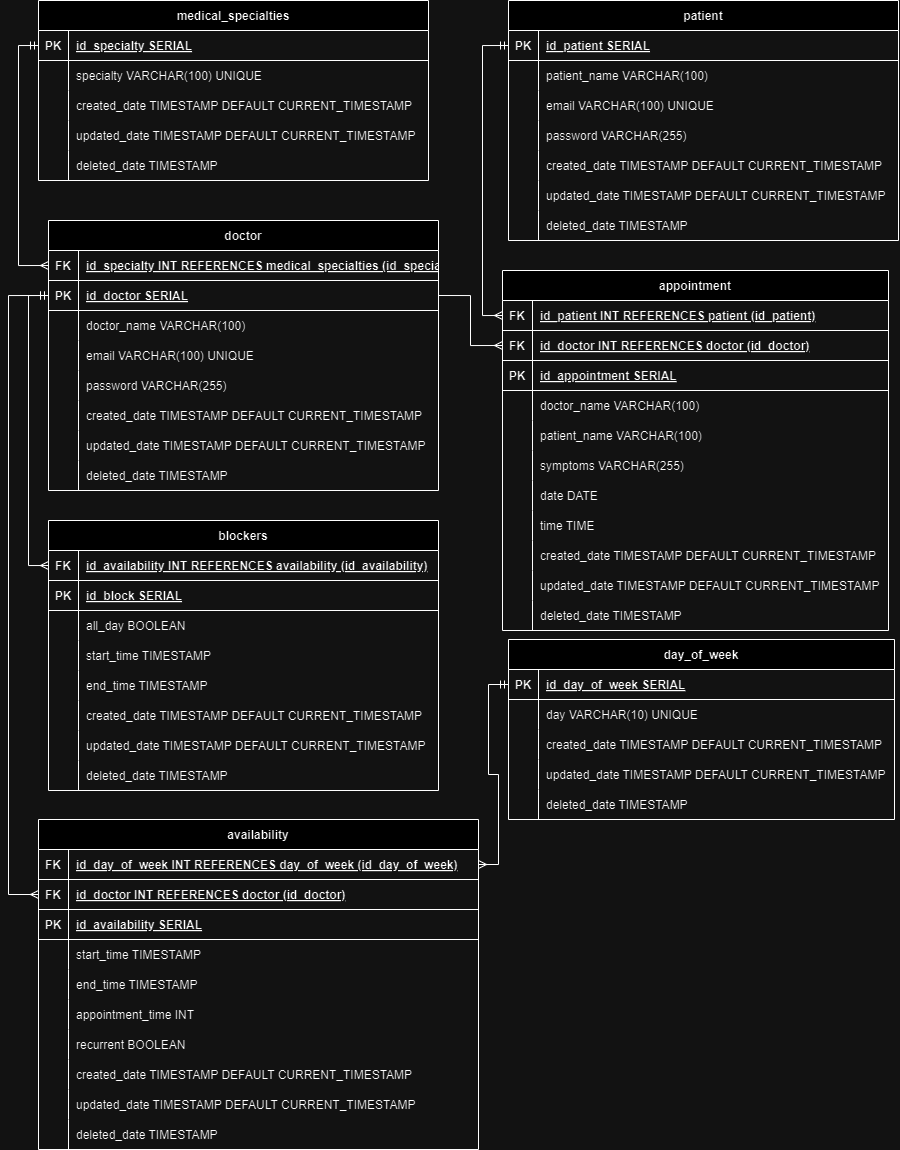 medical_specialties
PK id_specialty SERIAL
specialty VARCHAR(100) UNIQUE
created_date TIMESTAMP DEFAULT CURRENT_TIMESTAMP
updated_date TIMESTAMP DEFAULT CURRENT_TIMESTAMP
deleted_date TIMESTAMP
patient
PK id_patient SERIAL
patient_name VARCHAR(100)
email VARCHAR(100) UNIQUE
password VARCHAR(255)
created_date TIMESTAMP DEFAULT CURRENT_TIMESTAMP
updated_date TIMESTAMP DEFAULT CURRENT_TIMESTAMP
deleted_date TIMESTAMP
doctor
FK id_specialty INT REFERENCES medical_specialties (id_specia
PK id_doctor SERIAL
doctor_name VARCHAR(100)
email VARCHAR(100) UNIQUE
password VARCHAR(255)
created_date TIMESTAMP DEFAULT CURRENT_TIMESTAMP
updated_date TIMESTAMP DEFAULT CURRENT_TIMESTAMP
deleted_date TIMESTAMP
appointment
FK id_patient INT REFERENCES patient (id_patient)
FK id_doctor INT REFERENCES doctor (id_doctor)
PK id_appointment SERIAL
doctor_name VARCHAR(100)
patient_name VARCHAR(100)
symptoms VARCHAR(255)
date DATE
time TIME
created_date TIMESTAMP DEFAULT CURRENT_TIMESTAMP
updated_date TIMESTAMP DEFAULT CURRENT_TIMESTAMP
deleted_date TIMESTAMP
blockers
FK id_availability INT REFERENCES availability (id_availability)
PK id_block SERIAL
all_day BOOLEAN
start_time TIMESTAMP
end_time TIMESTAMP
created_date TIMESTAMP DEFAULT CURRENT_TIMESTAMP
updated_date TIMESTAMP DEFAULT CURRENT_TIMESTAMP
deleted_date TIMESTAMP
day_of_week
PK id_day_of_week SERIAL
day VARCHAR(10) UNIQUE
created_date TIMESTAMP DEFAULT CURRENT_TIMESTAMP
updated_date TIMESTAMP DEFAULT CURRENT_TIMESTAMP
deleted_date TIMESTAMP
availability
FK id_day_of_week INT REFERENCES day_of_week (id_day_of_week)
FK id_doctor INT REFERENCES doctor (id_doctor)
PK id_availability SERIAL
start_time TIMESTAMP
end_time TIMESTAMP
appointment_time INT
recurrent BOOLEAN
created_date TIMESTAMP DEFAULT CURRENT_TIMESTAMP
updated_date TIMESTAMP DEFAULT CURRENT_TIMESTAMP
deleted_date TIMESTAMP